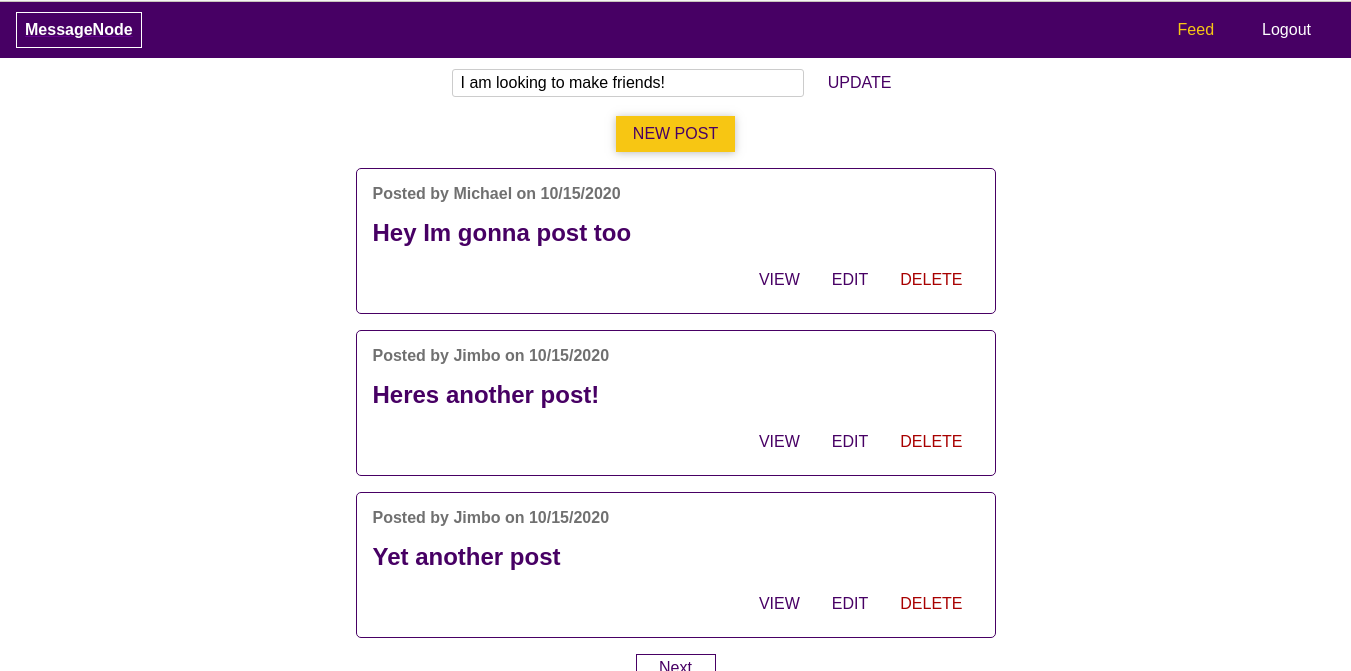 MessageNode Feed Logout
I am looking to make friends! UPDATE
NEW POST
Posted by Michael on 10/15/2020
Hey Im gonna post too
VIEW EDIT DELETE
Posted by Jimbo on 10/15/2020
Heres another post!
VIEW EDIT DELETE
Posted by Jimbo on 10/15/2020
Yet another post
VIEW EDIT DELETE
Next